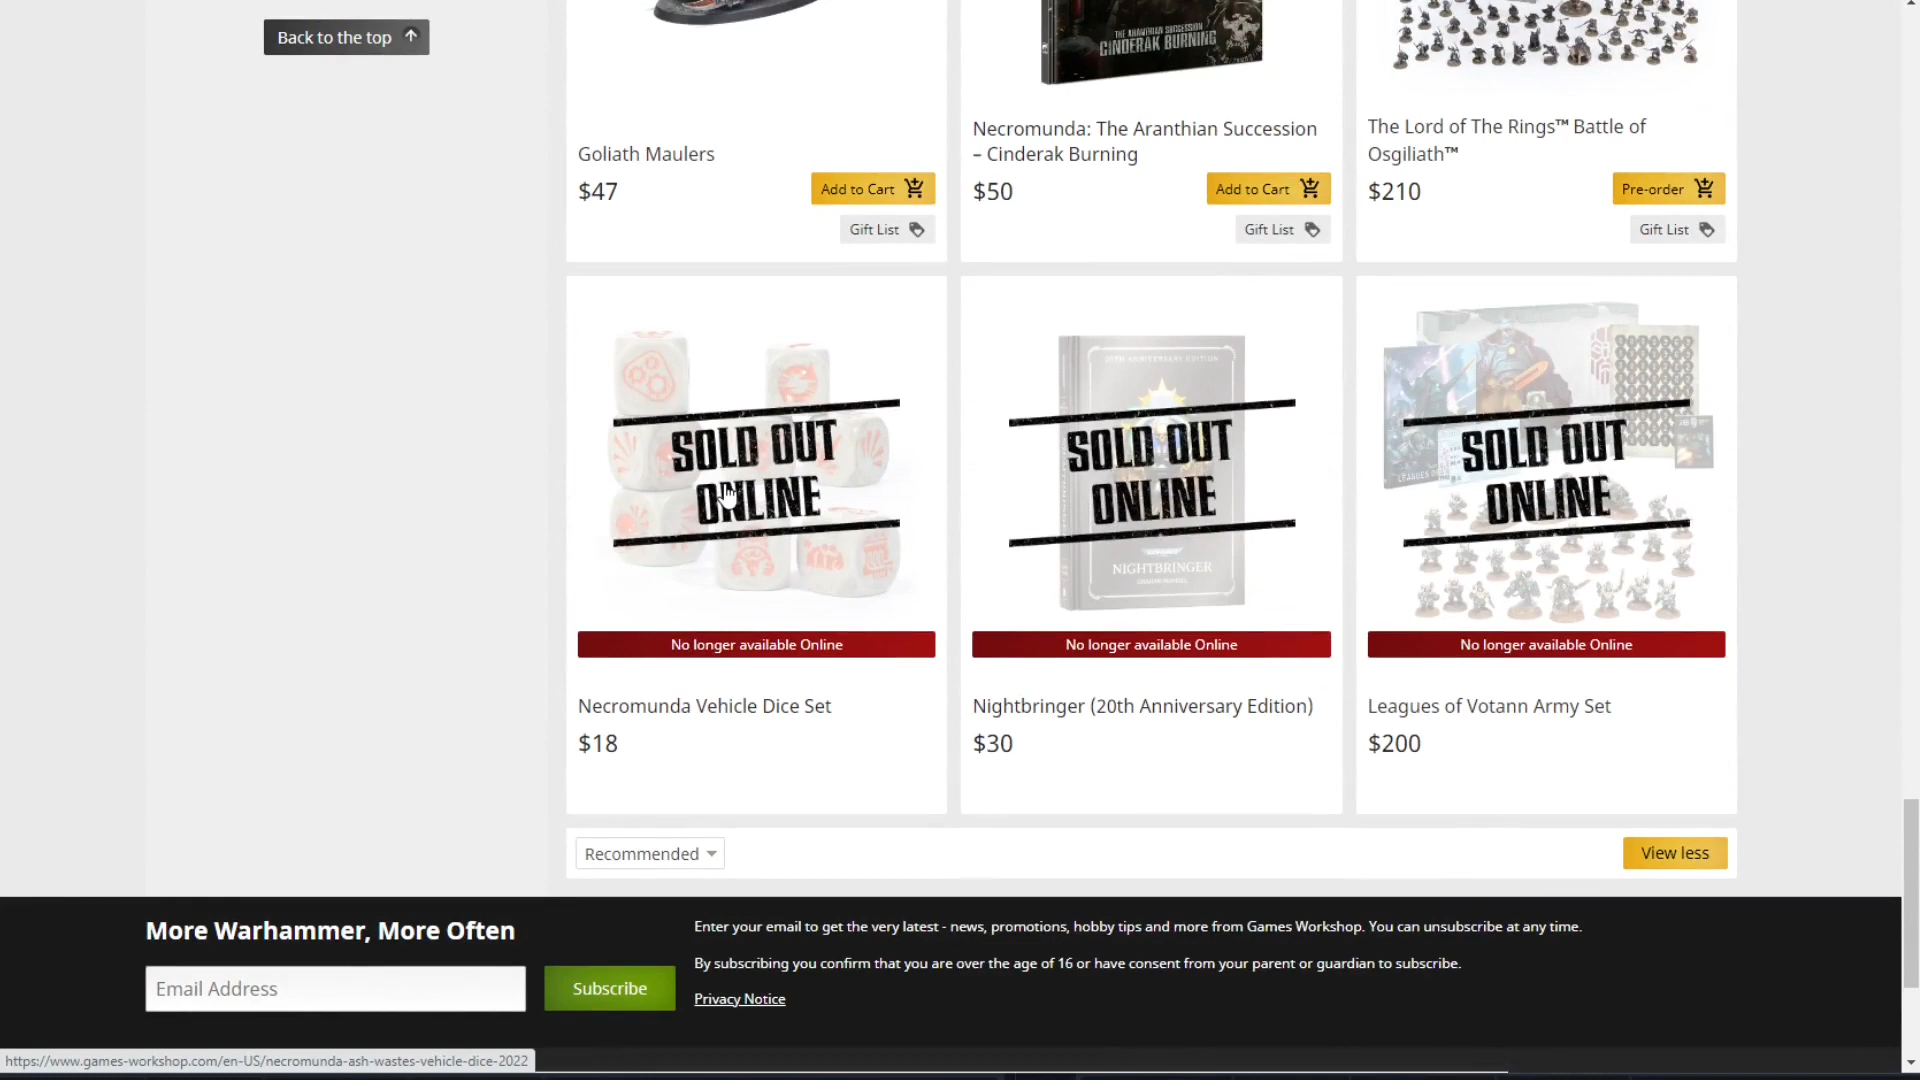 Back to the top
THE ARANTHIAN SUCCESSION
CINDERAK BURNING
Goliath Maulers
$47
Add to Cart
Gift List
Necromunda: The Aranthian Succession
– Cinderak Burning
$50
Add to Cart
Gift List
The Lord of The Rings™ Battle of
Osgiliath™
$210
Pre-order
Gift List
SOLD OUT
ONLINE
No longer available Online
Necromunda Vehicle Dice Set
$18
20TH ANNIVERSARY EDITION
SOLD OUT
ONLINE
NIGHTBRINGER
GRAHAM MCNEILL
No longer available Online
Nightbringer (20th Anniversary Edition)
$30
SOLD OUT
ONLINE
No longer available Online
Leagues of Votann Army Set
$200
Recommended
View less
More Warhammer, More Often
Email Address
Subscribe
Enter your email to get the very latest - news, promotions, hobby tips and more from Games Workshop. You can unsubscribe at any time.
By subscribing you confirm that you are over the age of 16 or have consent from your parent or guardian to subscribe.
Privacy Notice
https://www.games-workshop.com/en-US/necromunda-ash-wastes-vehicle-dice-2022